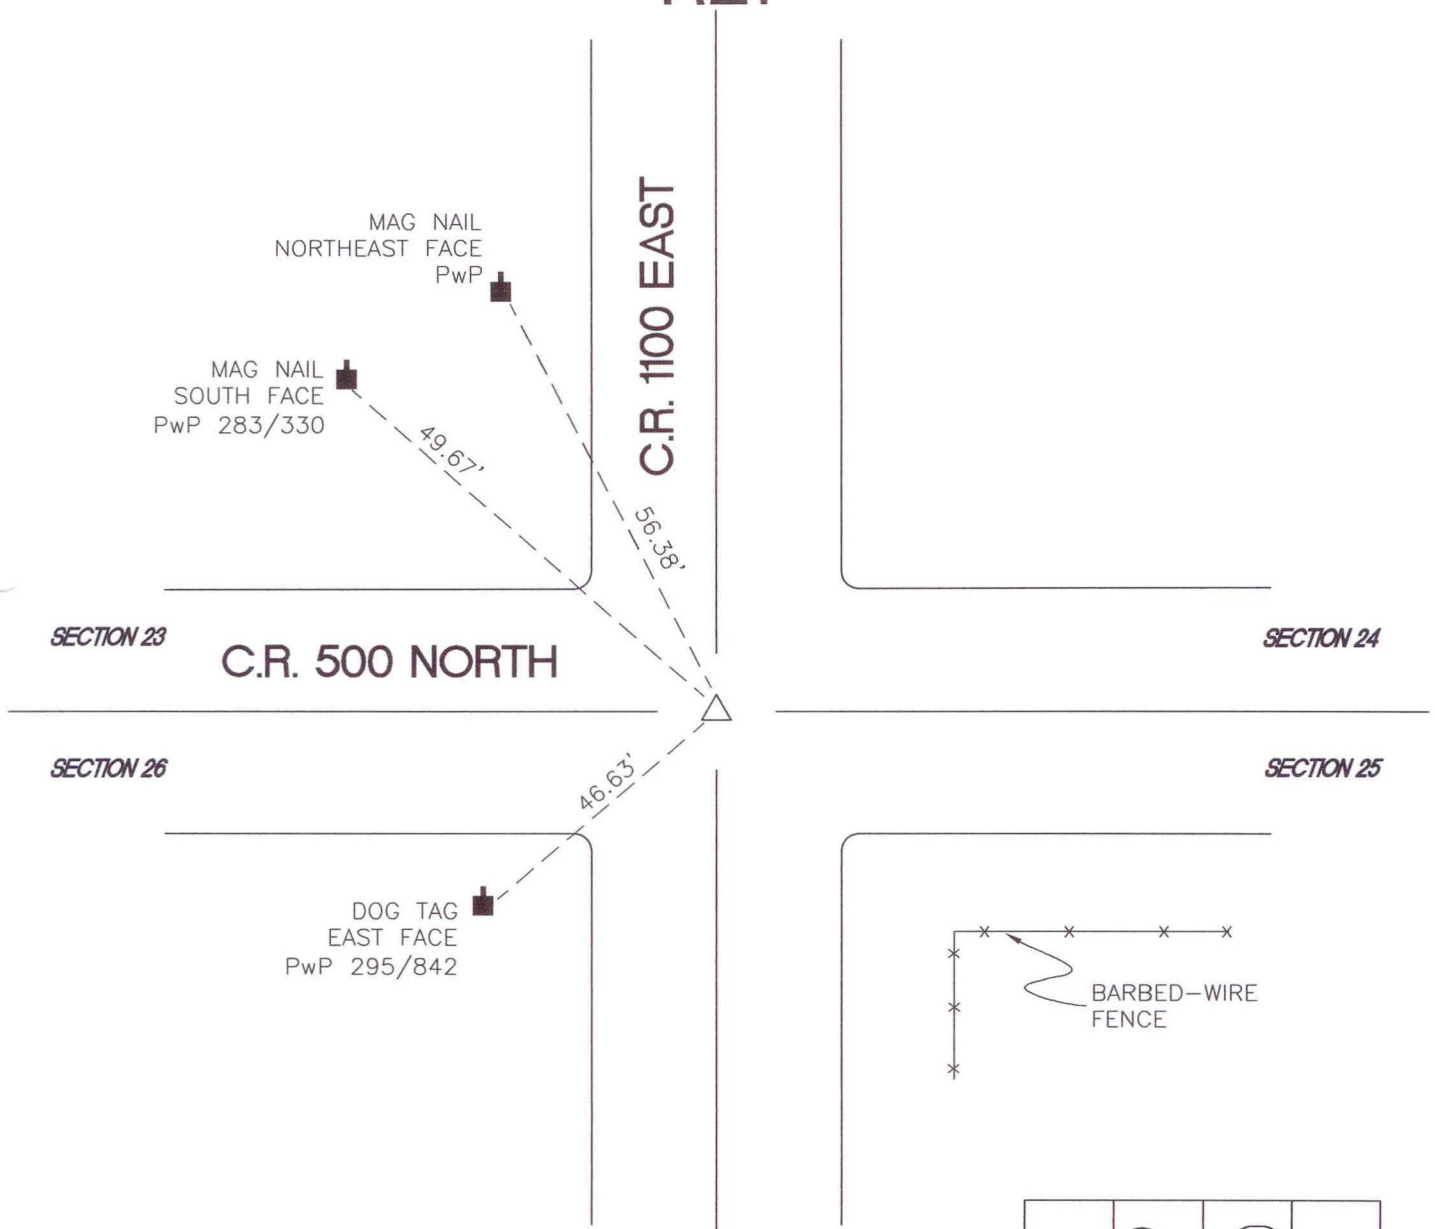 MAG NAIL
NORTHEAST FACE
PwP
C.R. 1100 EAST
MAG NAIL
SOUTH FACE
PwP 283/330
49.67'
56.38'
SECTION 23
SECTION 24
C.R. 500 NORTH
SECTION 26
SECTION 25
46.63'
DOG TAG
EAST FACE
PwP 295/842
BARBED-WIRE
FENCE